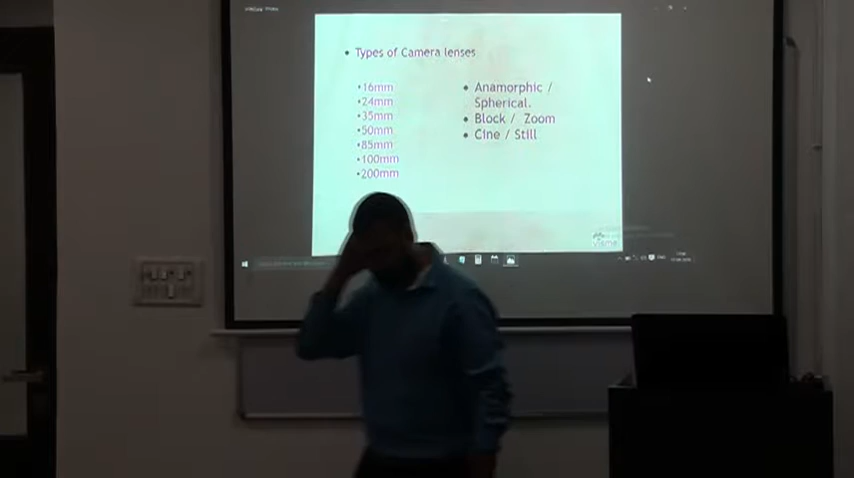 • Types of Camera lenses
•16mm
•24mm
•35mm
•50mm
•85mm
•100mm
•200mm
• Anamorphic /
Spherical.
• Block / Zoom
• Cine / Still